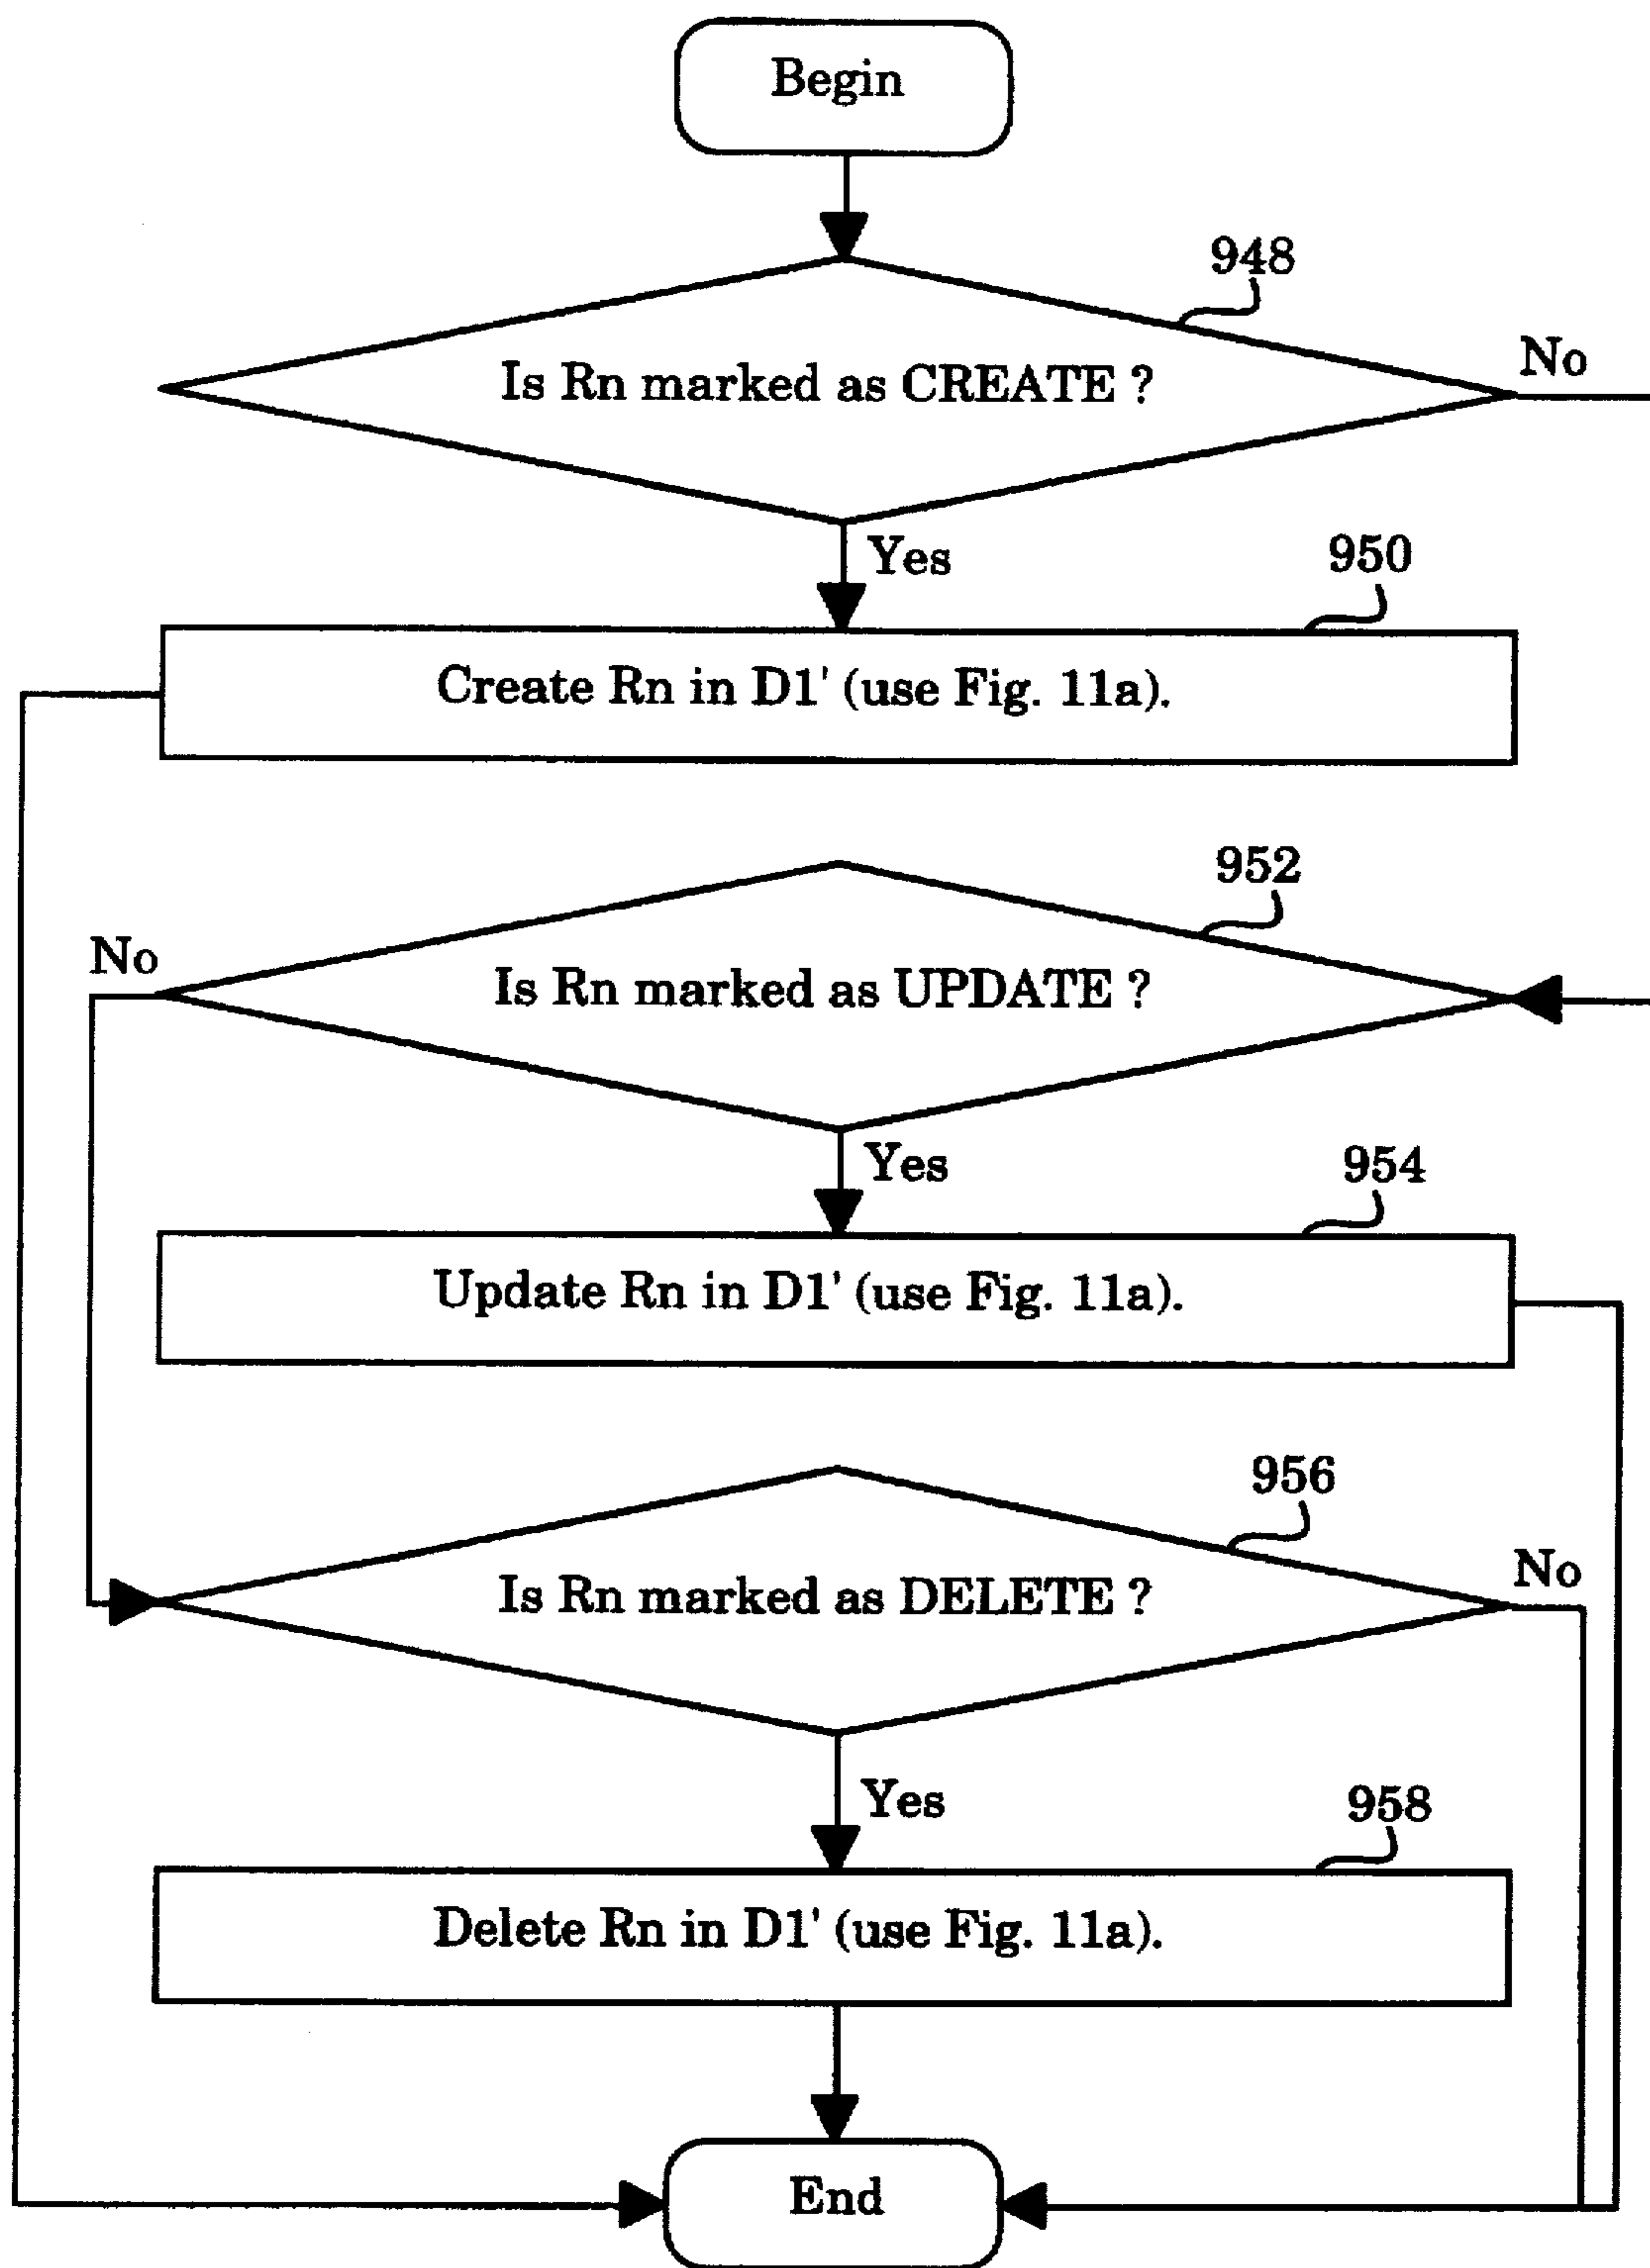 Begin
948
Is Rn marked as CREATE ?
No
Yes
950
Create Rn in D1' (use Fig. 11a).
952
No
Is Rn marked as UPDATE ?
Yes
954
Update Rn in D1' (use Fig. 11a).
956
Is Rn marked as DELETE ?
No
Yes
958
Delete Rn in D1' (use Fig. 11a).
End